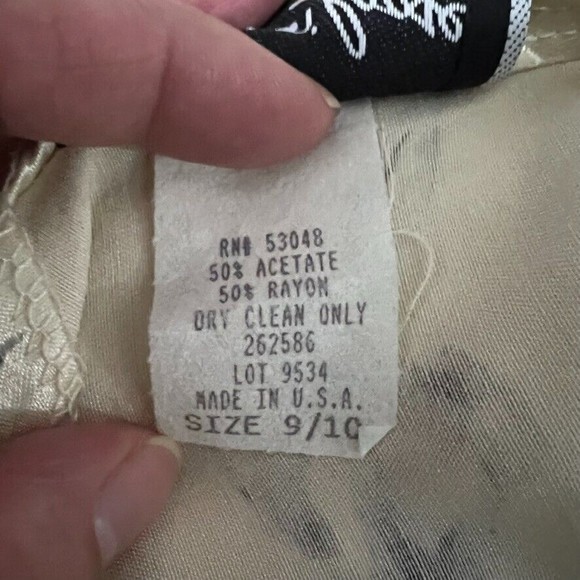 RN# 53048
50% ACETATE
50% RAYON
DRY CLEAN ONLY
262586
LOT 9534
MADE IN U.S.A.
SIZE 9/10